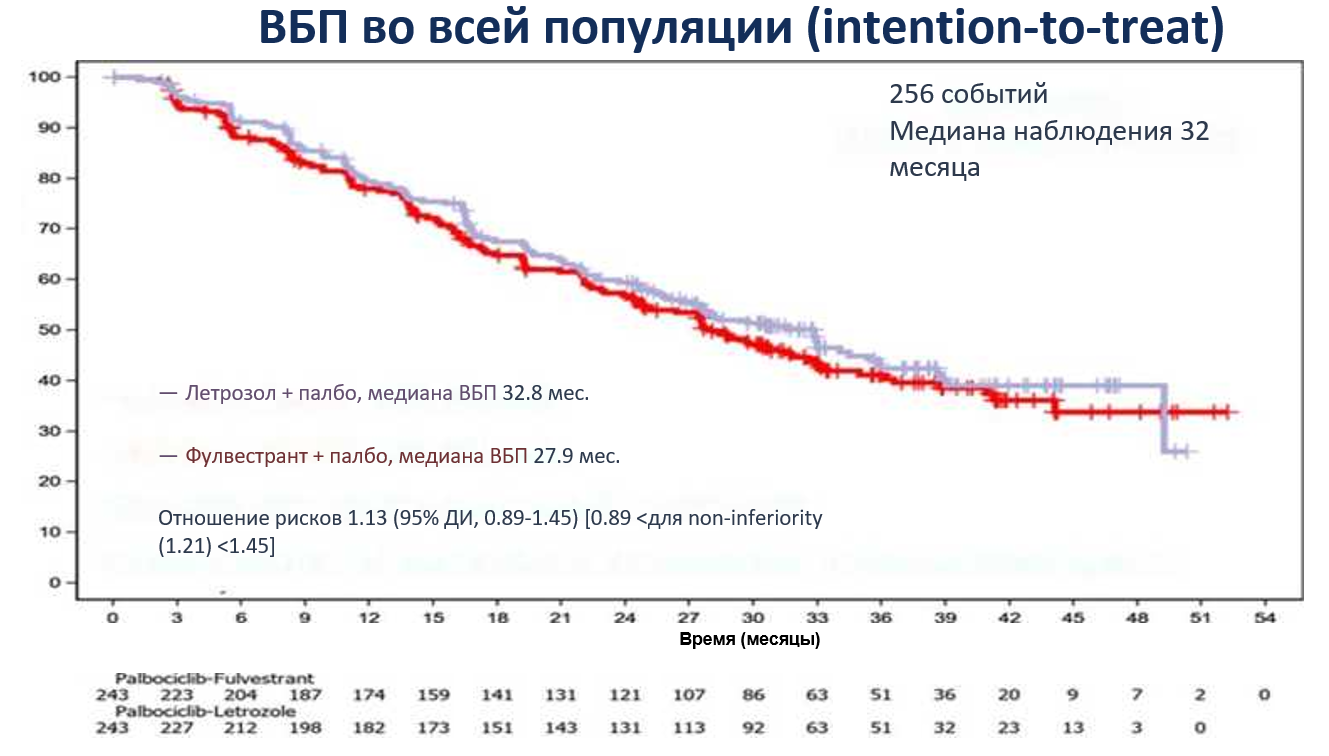 ВБП во всей популяции (intention-to-treat)
256 событий
Медиана наблюдения 32
месяца
100
90
80
70
60
50
40
30
20
10
0
— Летрозол + палбо, медиана ВБП 32.8 мес.
— Фулвестрант + палбо, медиана ВБП 27.9 мес.
Отношение рисков 1.13 (95% ДИ, 0.89-1.45) [0.89 <для non-inferiority
(1.21) <1.45]
0 3 6 9 12 15 18 21 24 27 30 33 36 39 42 45 48 51 54
Время (месяцы)
Palbociclib-Fulvestrant
243 223 204 187 174 159 141 131 121 107 86 63 51 36 20 9 7 2 0
Palbociclib-Letrozole
243 227 212 198 182 173 151 143 131 113 92 63 51 32 23 13 3 0